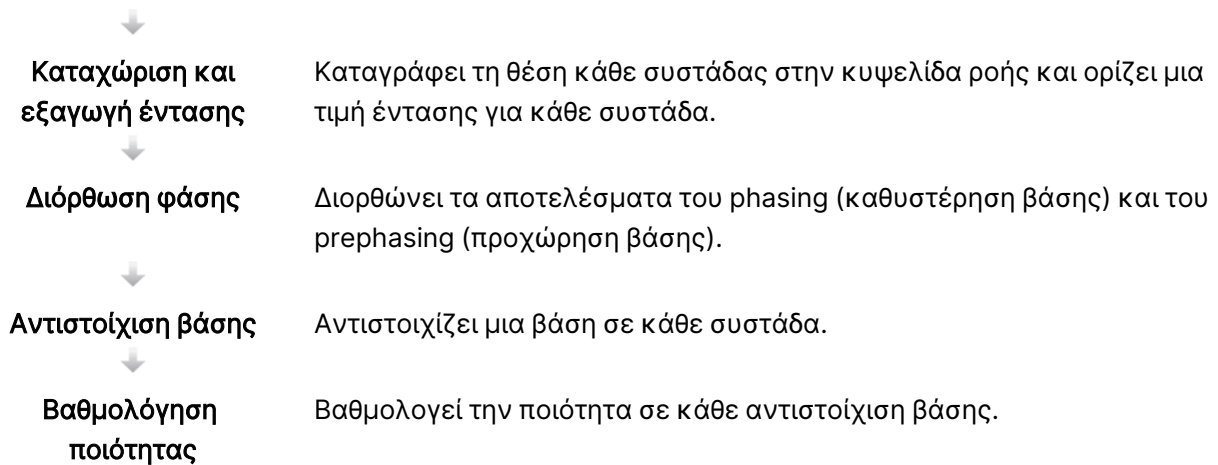 Καταχώριση και
εξαγωγή έντασης
Καταγράφει τη θέση κάθε συστάδας στην κυψελίδα ροής και ορίζει μια
τιμή έντασης για κάθε συστάδα.
Διόρθωση φάσης
Διορθώνει τα αποτελέσματα του phasing (καθυστέρηση βάσης) και του
prephasing (προχώρηση βάσης).
Αντιστοίχιση βάσης
Αντιστοιχίζει μια βάση σε κάθε συστάδα.
Βαθμολόγηση
ποιότητας
Βαθμολογεί την ποιότητα σε κάθε αντιστοίχιση βάσης.